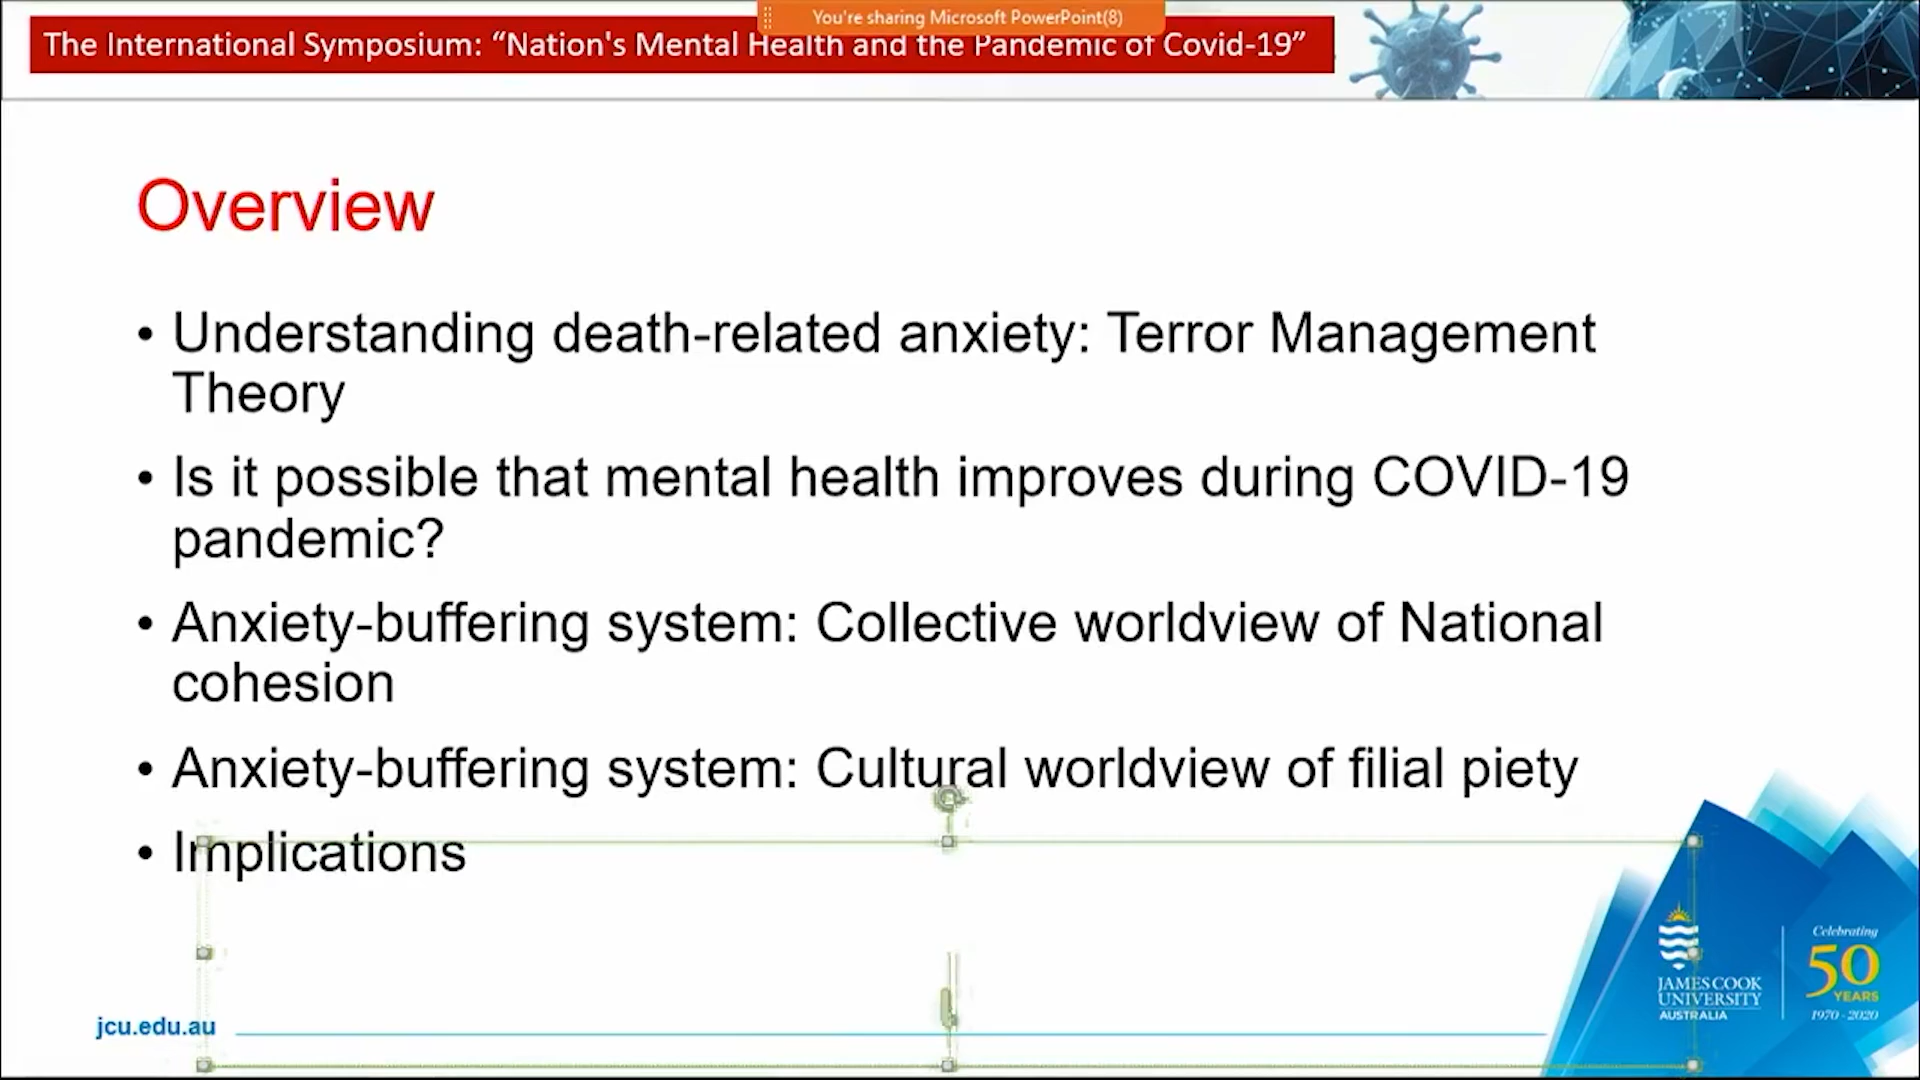 You're sharing Microsoft PowerPoint(8)
The International Symposium: “Nation's Mental Health and the Pandemic of Covid-19”
Overview
• Understanding death-related anxiety: Terror Management
Theory
• Is it possible that mental health improves during COVID-19
pandemic?
• Anxiety-buffering system: Collective worldview of National
cohesion
• Anxiety-buffering system: Cultural worldview of filial piety
• Implications
jcu.edu.au
JAMES COOK
UNIVERSITY
AUSTRALIA
Celebrating
50
YEARS
1970 - 2020